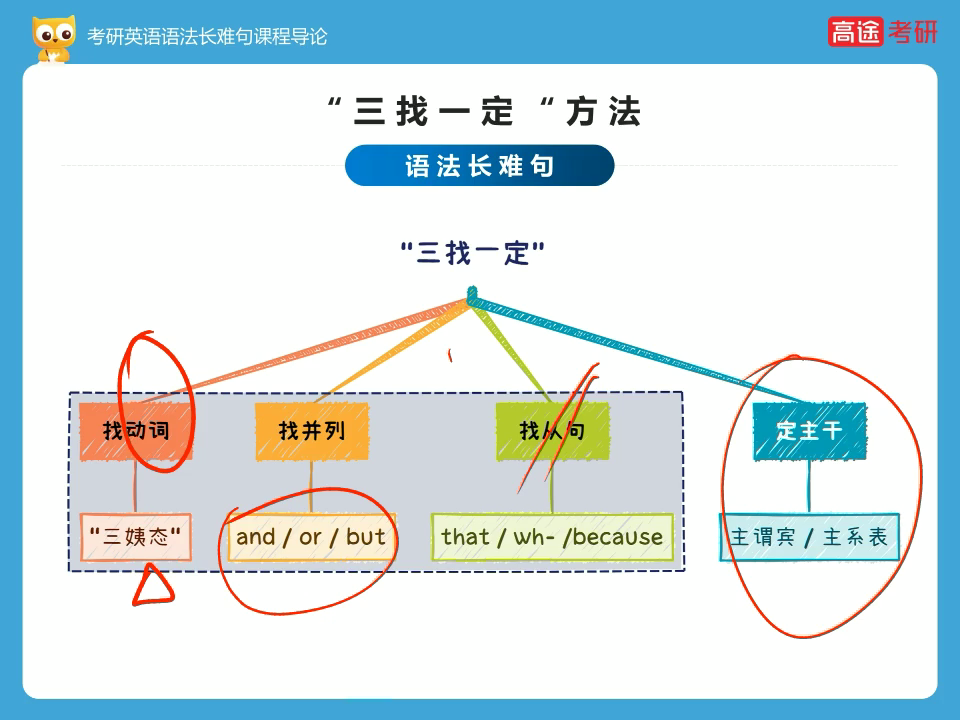 考研英语语法长难句课程导论
高途考研
“三找一定“方法
语法长难句
"三找一定"
找动词
找并列
找从句
定主干
"三姨态"
and / or / but
that / wh- /because
主谓宾 / 主系表